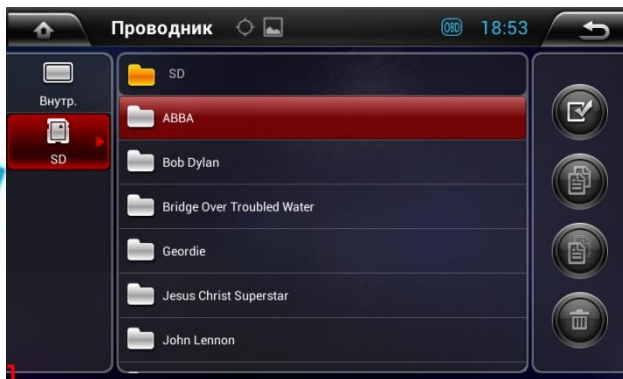 Проводник
OBD 18:53
Внутр.
SD
SD
ABBA
Bob Dylan
Bridge Over Troubled Water
Geordie
Jesus Christ Superstar
John Lennon